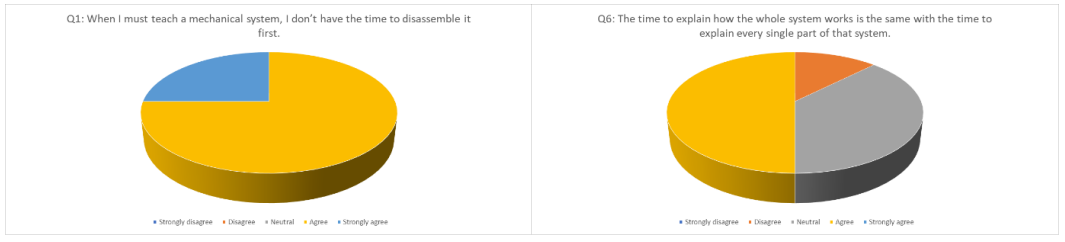 Q1: When I must teach a mechanical system, I don't have the time to disassemble it
first.
Strongly disagree Disagree Neutral Agree Strongly agree
Q6: The time to explain how the whole system works is the same with the time to
explain every single part of that system.
Strongly disagree Disagree Neutral Agree Strongly agree